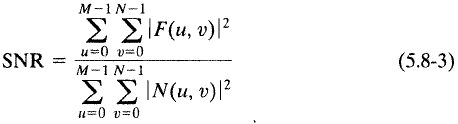 SNR = \frac{\sum_{u=0}^{M-1} \sum_{v=0}^{N-1} |F(u, v)|^2}{\sum_{u=0}^{M-1} \sum_{v=0}^{N-1} |N(u, v)|^2} (5.8-3)